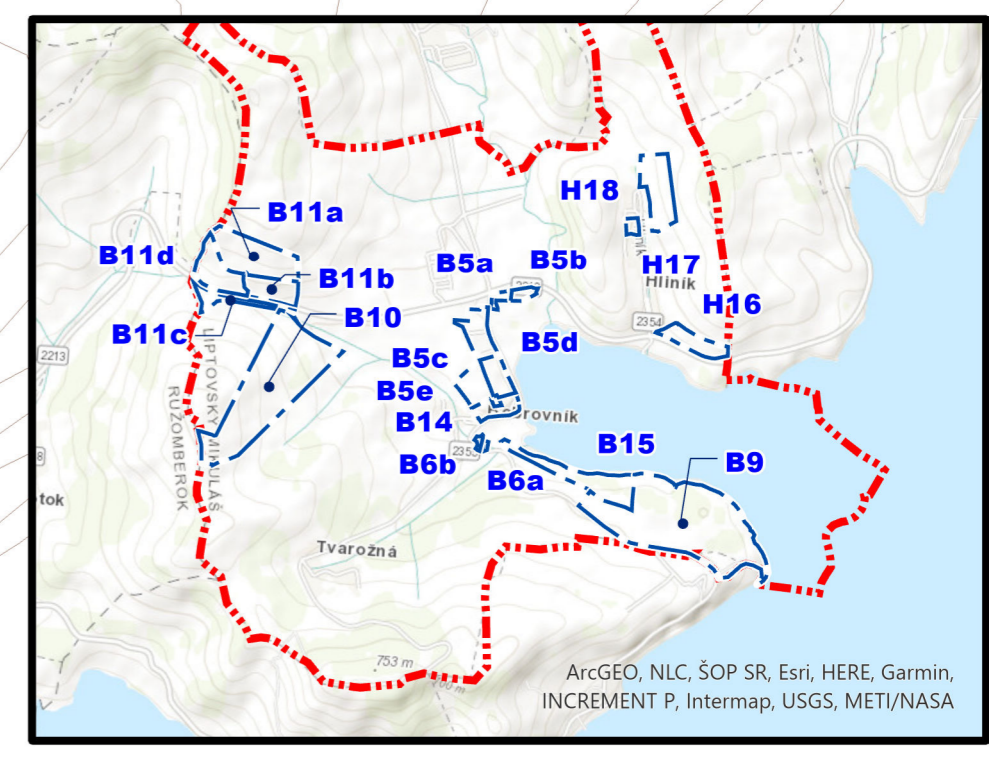 H18
B11a
B11d
B5a
B5b
H17
B11b
Hliník
H16
B10
2354
B11c
B5d
2213
B5c
LIPTOVSKÝ MIKULÁŠ
RUŽOMBEROK
B5e
B14
B15
2353
B6b
B9
B6a
Tvarožná
753 m
700 m
ArcGEO, NLC, ŠOP SR, Esri, HERE, Garmin,
INCREMENT P, Intermap, USGS, METI/NASA